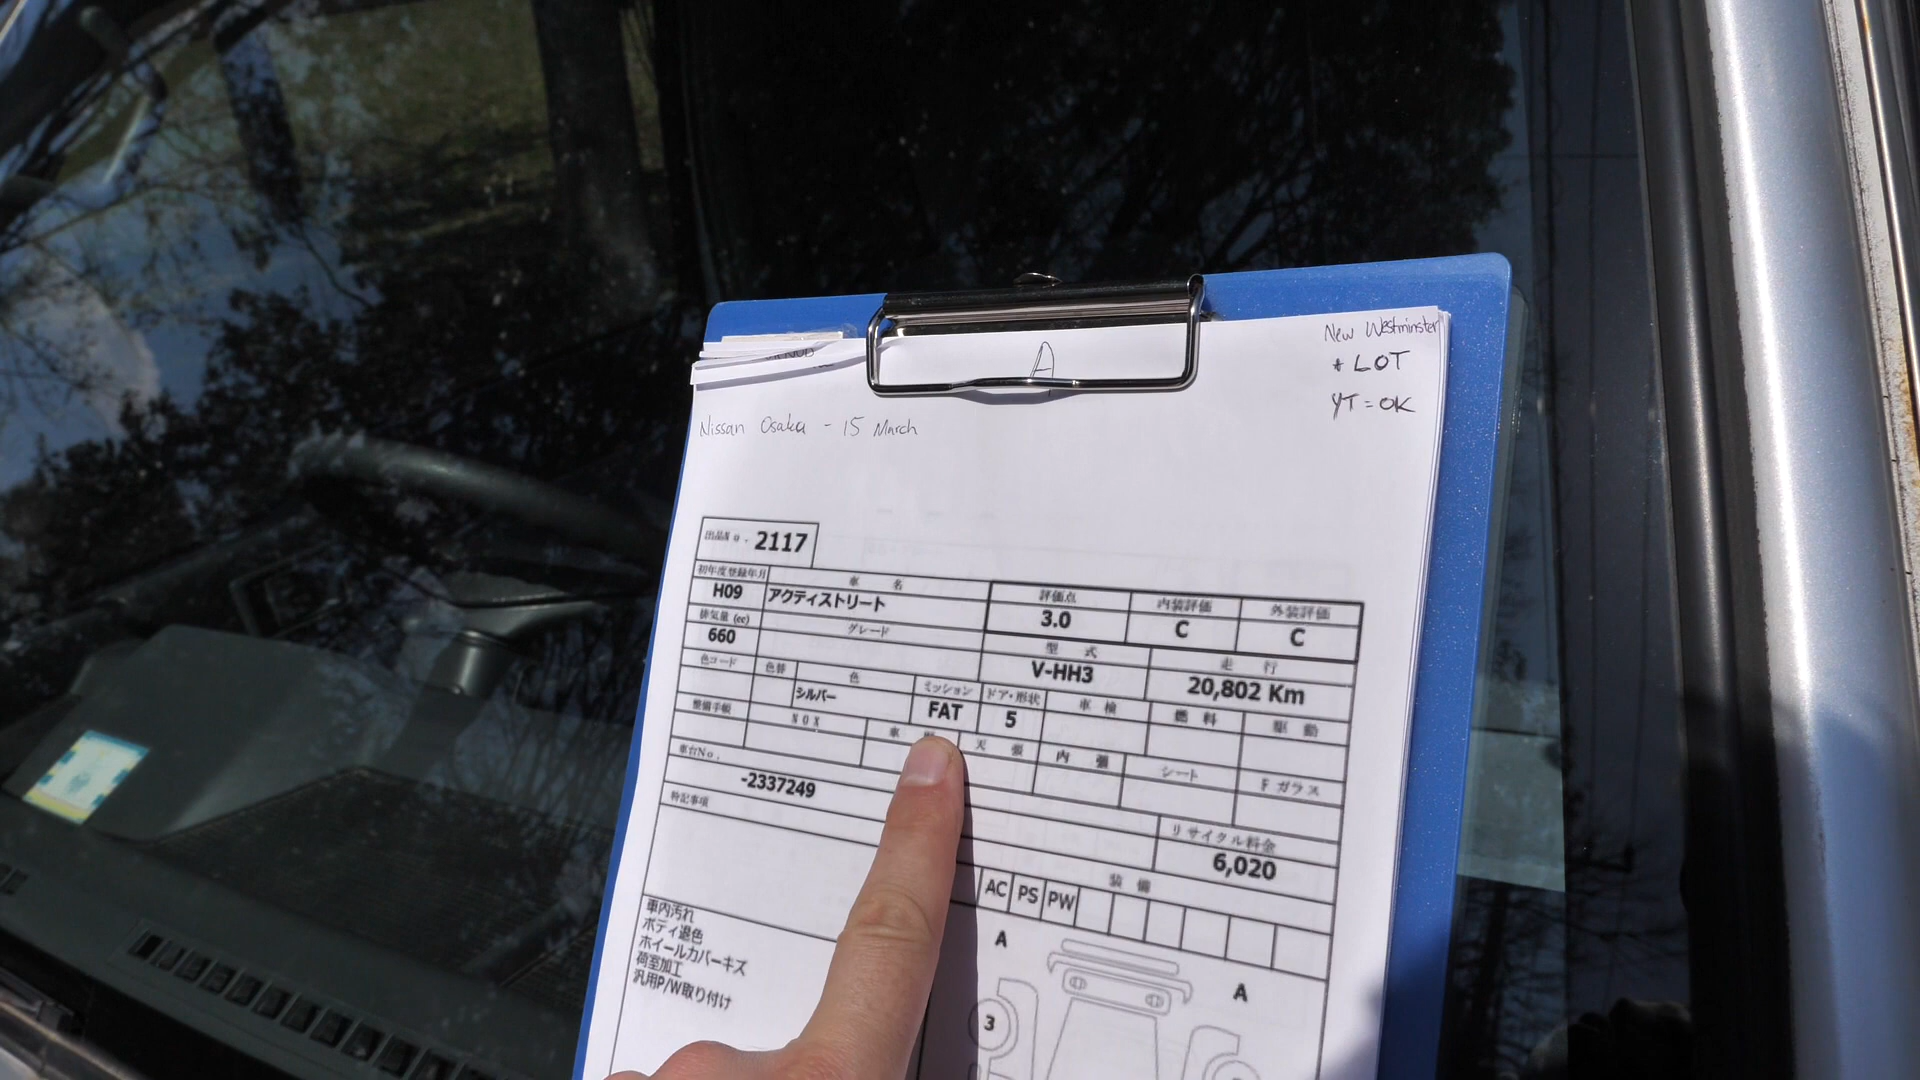 A
New Westminster
+ LOT
YT = OK
Nissan Osaka - 15 March
出品No. 2117
初年度登録年月 車名 評価点 内装評価 外装評価
H09 アクティストリート 3.0 C C
排気量(cc) グレード 型式 走行
660 V-HH3 20,802 Km
色コード 色替 色 ミッション ドア・形状 車検 燃料 駆動
シルバー FAT 5
整備手帳 NOX 車 天張 内張 シート Fガラス
車台No.
-2337249
特記事項 リサイクル料金
6,020
装備
AC PS PW
車内汚れ
ボディ退色
ホイールカバーキズ
荷室加工
汎用P/W取り付け
A
A
3